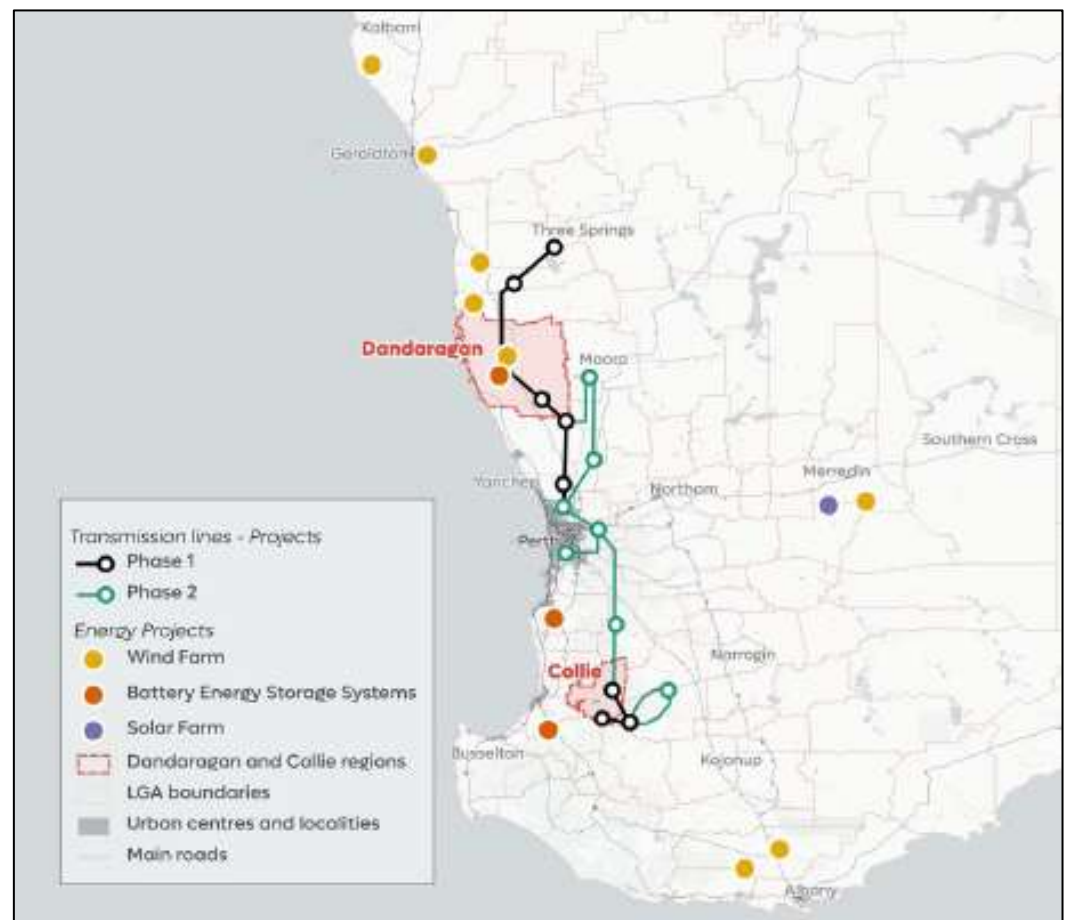 Kalbarri
Geraldton
Three Springs
Dandaragan
Moora
Southern Cross
Merredin
Yanchep
Northam
Perth
Narrogin
Collie
Busselton
Kojonup
Albany
Transmission lines - Projects
Phase 1
Phase 2
Energy Projects
Wind Farm
Battery Energy Storage Systems
Solar Farm
Dandaragan and Collie regions
LGA boundaries
Urban centres and localities
Main roads